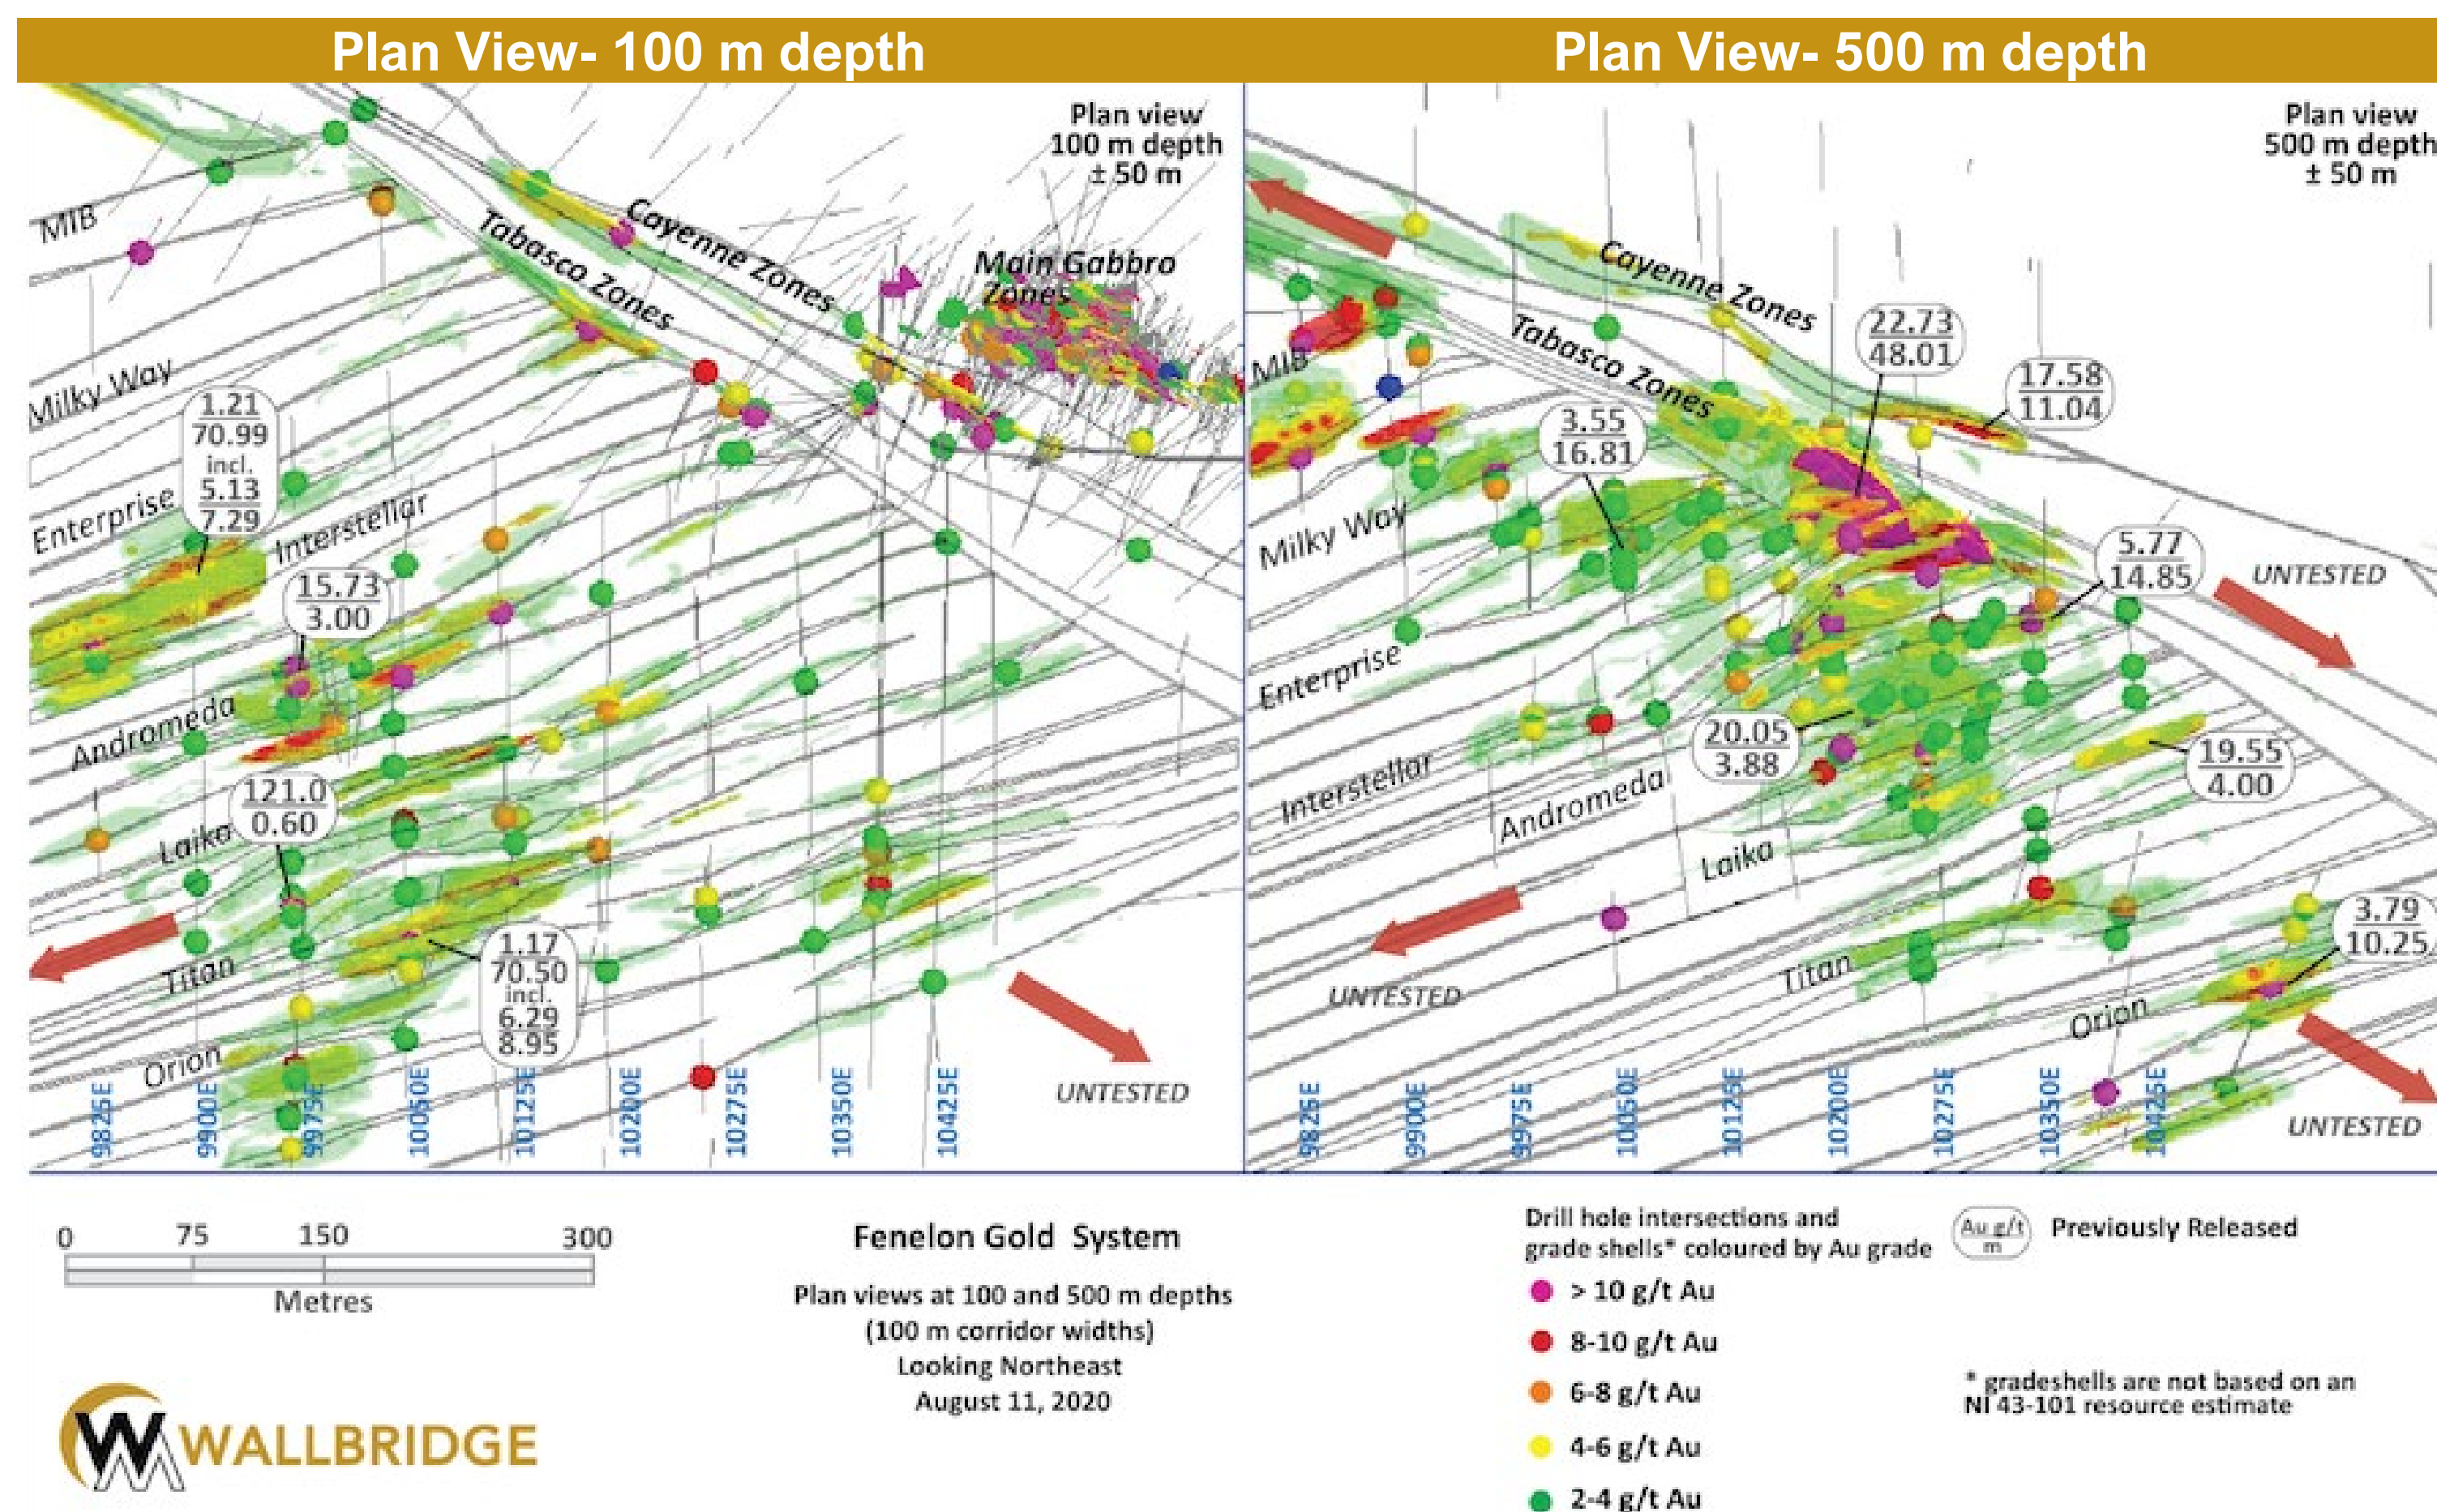 Plan View- 100 m depth
Plan View- 500 m depth
Plan view
100 m depth
± 50 m
MIB
Cayenne Zones
Tabasco Zones
Main Gabbro
Zones
Milky Way
1.21
70.99
incl.
5.13
7.29
Enterprise
Interstellar
15.73
3.00
Andromeda
121.0
0.60
Laika
Titan
1.17
70.50
incl.
6.29
8.95
Orion
UNTESTED
9825E
9900E
9975E
10050E
10125E
10200E
10275E
10350E
10425E
Plan view
500 m depth
± 50 m
Cayenne Zones
Tabasco Zones
22.73
48.01
17.58
11.04
MIB
3.55
16.81
Milky Way
5.77
14.85
UNTESTED
Enterprise
20.05
3.88
19.55
4.00
Interstellar
Andromeda
Laika
3.79
10.25
Titan
UNTESTED
Orion
UNTESTED
9825E
9900E
9975E
10050E
10125E
10200E
10275E
10350E
10425E
0 75 150 300
Metres
Fenelon Gold System
Plan views at 100 and 500 m depths
(100 m corridor widths)
Looking Northeast
August 11, 2020
WALLBRIDGE
Drill hole intersections and
grade shells* coloured by Au grade
> 10 g/t Au
8-10 g/t Au
6-8 g/t Au
4-6 g/t Au
2-4 g/t Au
Au g/t
m
Previously Released
* gradeshells are not based on an
NI 43-101 resource estimate